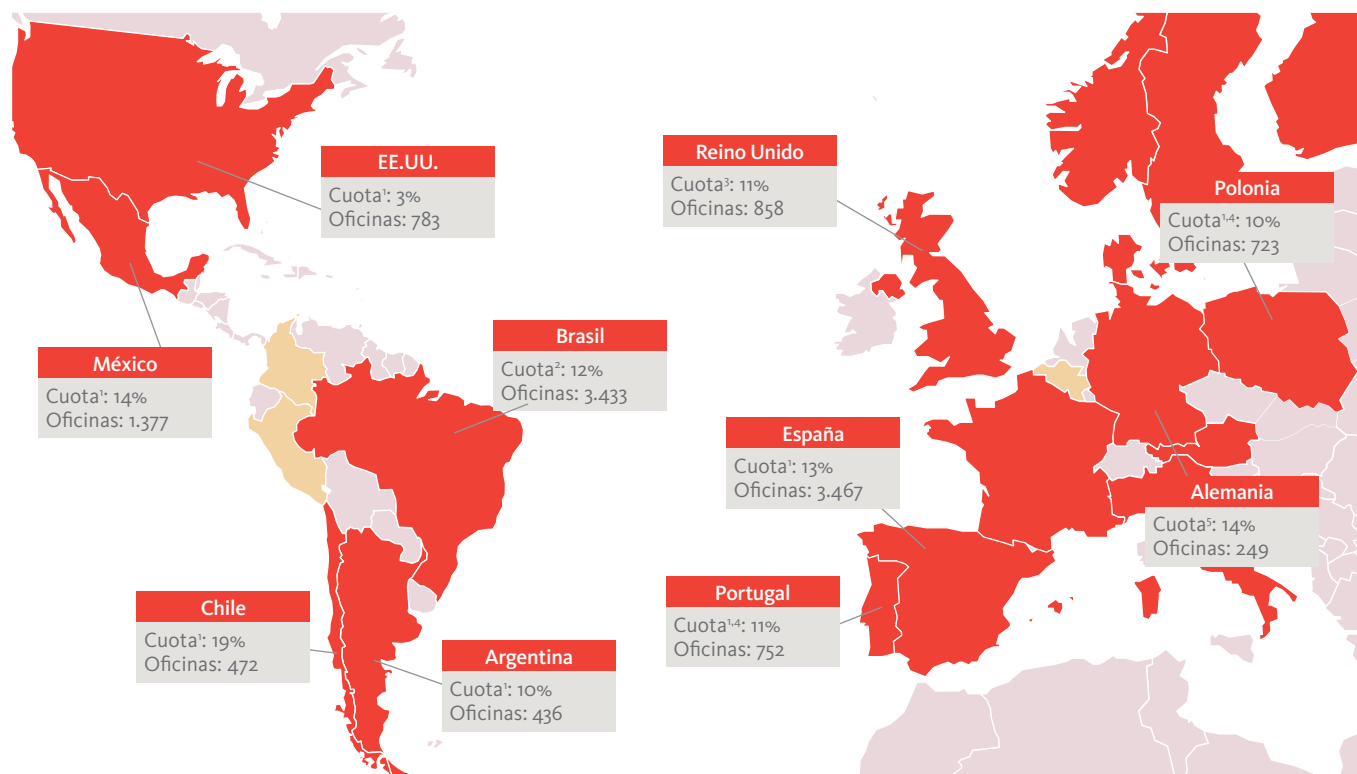 EE.UU.
Cuota¹: 3%
Oficinas: 783
México
Cuota¹: 14%
Oficinas: 1.377
Brasil
Cuota²: 12%
Oficinas: 3.433
Chile
Cuota¹: 19%
Oficinas: 472
Argentina
Cuota¹: 10%
Oficinas: 436
Reino Unido
Cuota³: 11%
Oficinas: 858
Polonia
Cuota¹,⁴: 10%
Oficinas: 723
España
Cuota¹: 13%
Oficinas: 3.467
Alemania
Cuota⁵: 14%
Oficinas: 249
Portugal
Cuota¹,⁴: 11%
Oficinas: 752